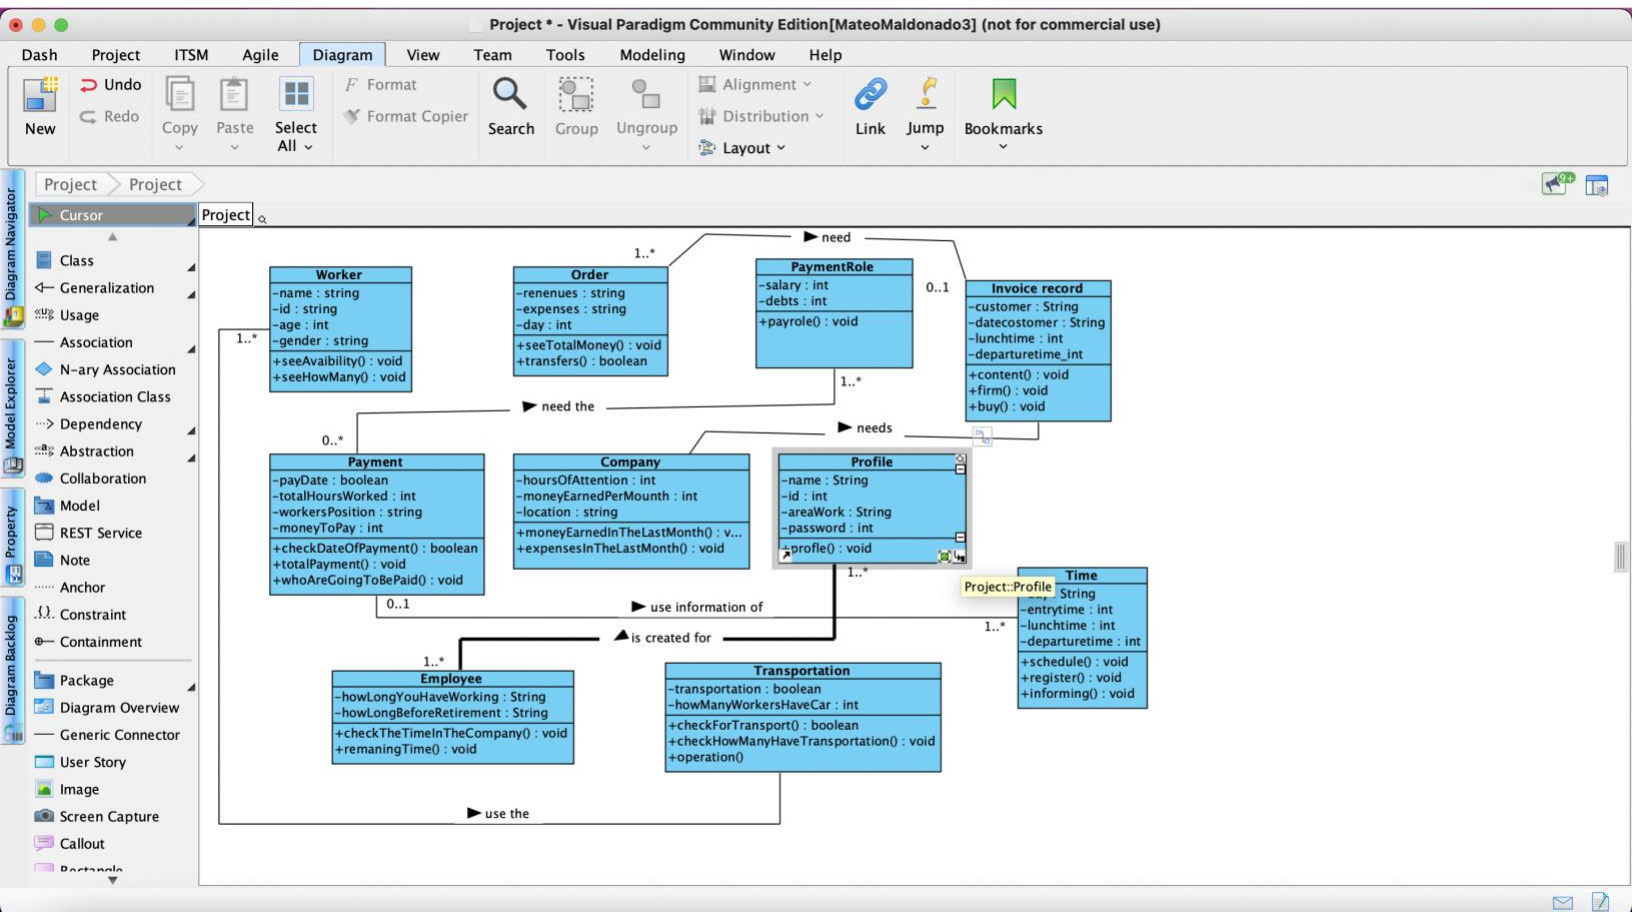 Project * - Visual Paradigm Community Edition[MateoMaldonado3] (not for commercial use)
Dash Project ITSM Agile Diagram View Team Tools Modeling Window Help
New
Undo
Redo
Copy
Paste
Select
All
Format
Format Copier
Search
Group
Ungroup
Alignment
Distribution
Layout
Link
Jump
Bookmarks
Project Project
9+
Diagram Navigator
Model Explorer
Property
Diagram Backlog
Cursor
Class
Generalization
«U» Usage
Association
N-ary Association
Association Class
Dependency
«a» Abstraction
Collaboration
Model
REST Service
Note
Anchor
{.} Constraint
Containment
Package
Diagram Overview
Generic Connector
User Story
Image
Screen Capture
Callout
Rectangle
Project
need
1..*
0..1
Worker
-name : string
-id : string
-age : int
-gender : string
+seeAvaibility() : void
+seeHowMany() : void
1..*
Order
-renenues : string
-expenses : string
-day : int
+seeTotalMoney() : void
+transfers() : boolean
PaymentRole
-salary : int
-debts : int
+payrole() : void
1..*
Invoice record
-customer : String
-datecostomer : String
-lunchtime : int
-departuretime_int
+content() : void
+firm() : void
+buy() : void
need the
0..*
needs
Payment
-payDate : boolean
-totalHoursWorked : int
-workersPosition : string
-moneyToPay : int
+checkDateOfPayment() : boolean
+totalPayment() : void
+whoAreGoingToBePaid() : void
0..1
Company
-hoursOfAttention : int
-moneyEarnedPerMounth : int
-location : string
+moneyEarnedInTheLastMonth() : v...
+expensesInTheLastMonth() : void
Profile
-name : String
-id : int
-areaWork : String
-password : int
+profle() : void
1..*
Project::Profile
Time
String
-entrytime : int
-lunchtime : int
-departuretime : int
+schedule() : void
+register() : void
+informing() : void
use information of
1..*
is created for
1..*
Employee
-howLongYouHaveWorking : String
-howLongBeforeRetirement : String
+checkTheTimeInTheCompany() : void
+remaningTime() : void
Transportation
-transportation : boolean
-howManyWorkersHaveCar : int
+checkForTransport() : boolean
+checkHowManyHaveTransportation() : void
+operation()
use the